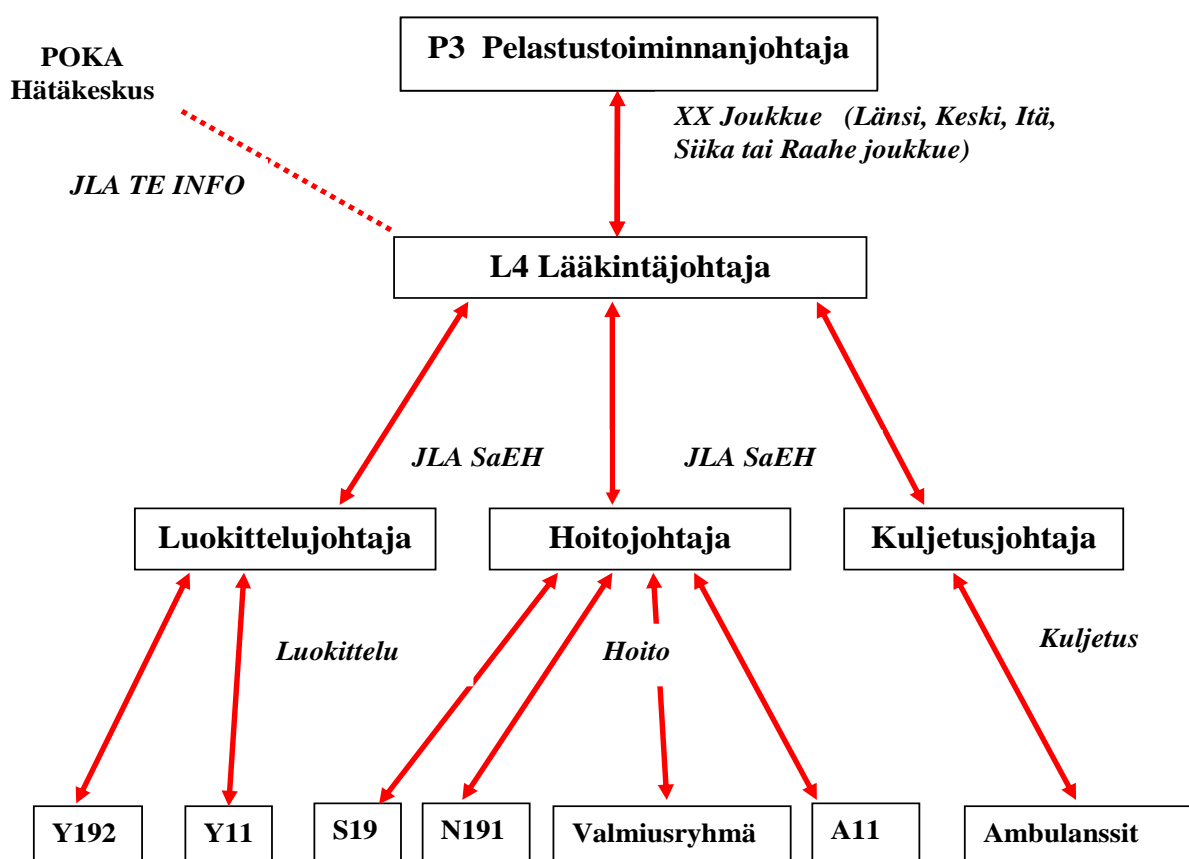 P3 Pelastustoiminnanjohtaja
POKA
Hätäkeskus
XX Joukkue (Länsi, Keski, Itä,
Siika tai Raahe joukkue)
JLA TE INFO
L4 Lääkintäjohtaja
JLA SaEH
JLA SaEH
Luokittelujohtaja
Hoitojohtaja
Kuljetusjohtaja
Luokittelu
Hoito
Kuljetus
Y192
Y11
S19
N191
Valmiusryhmä
A11
Ambulanssit